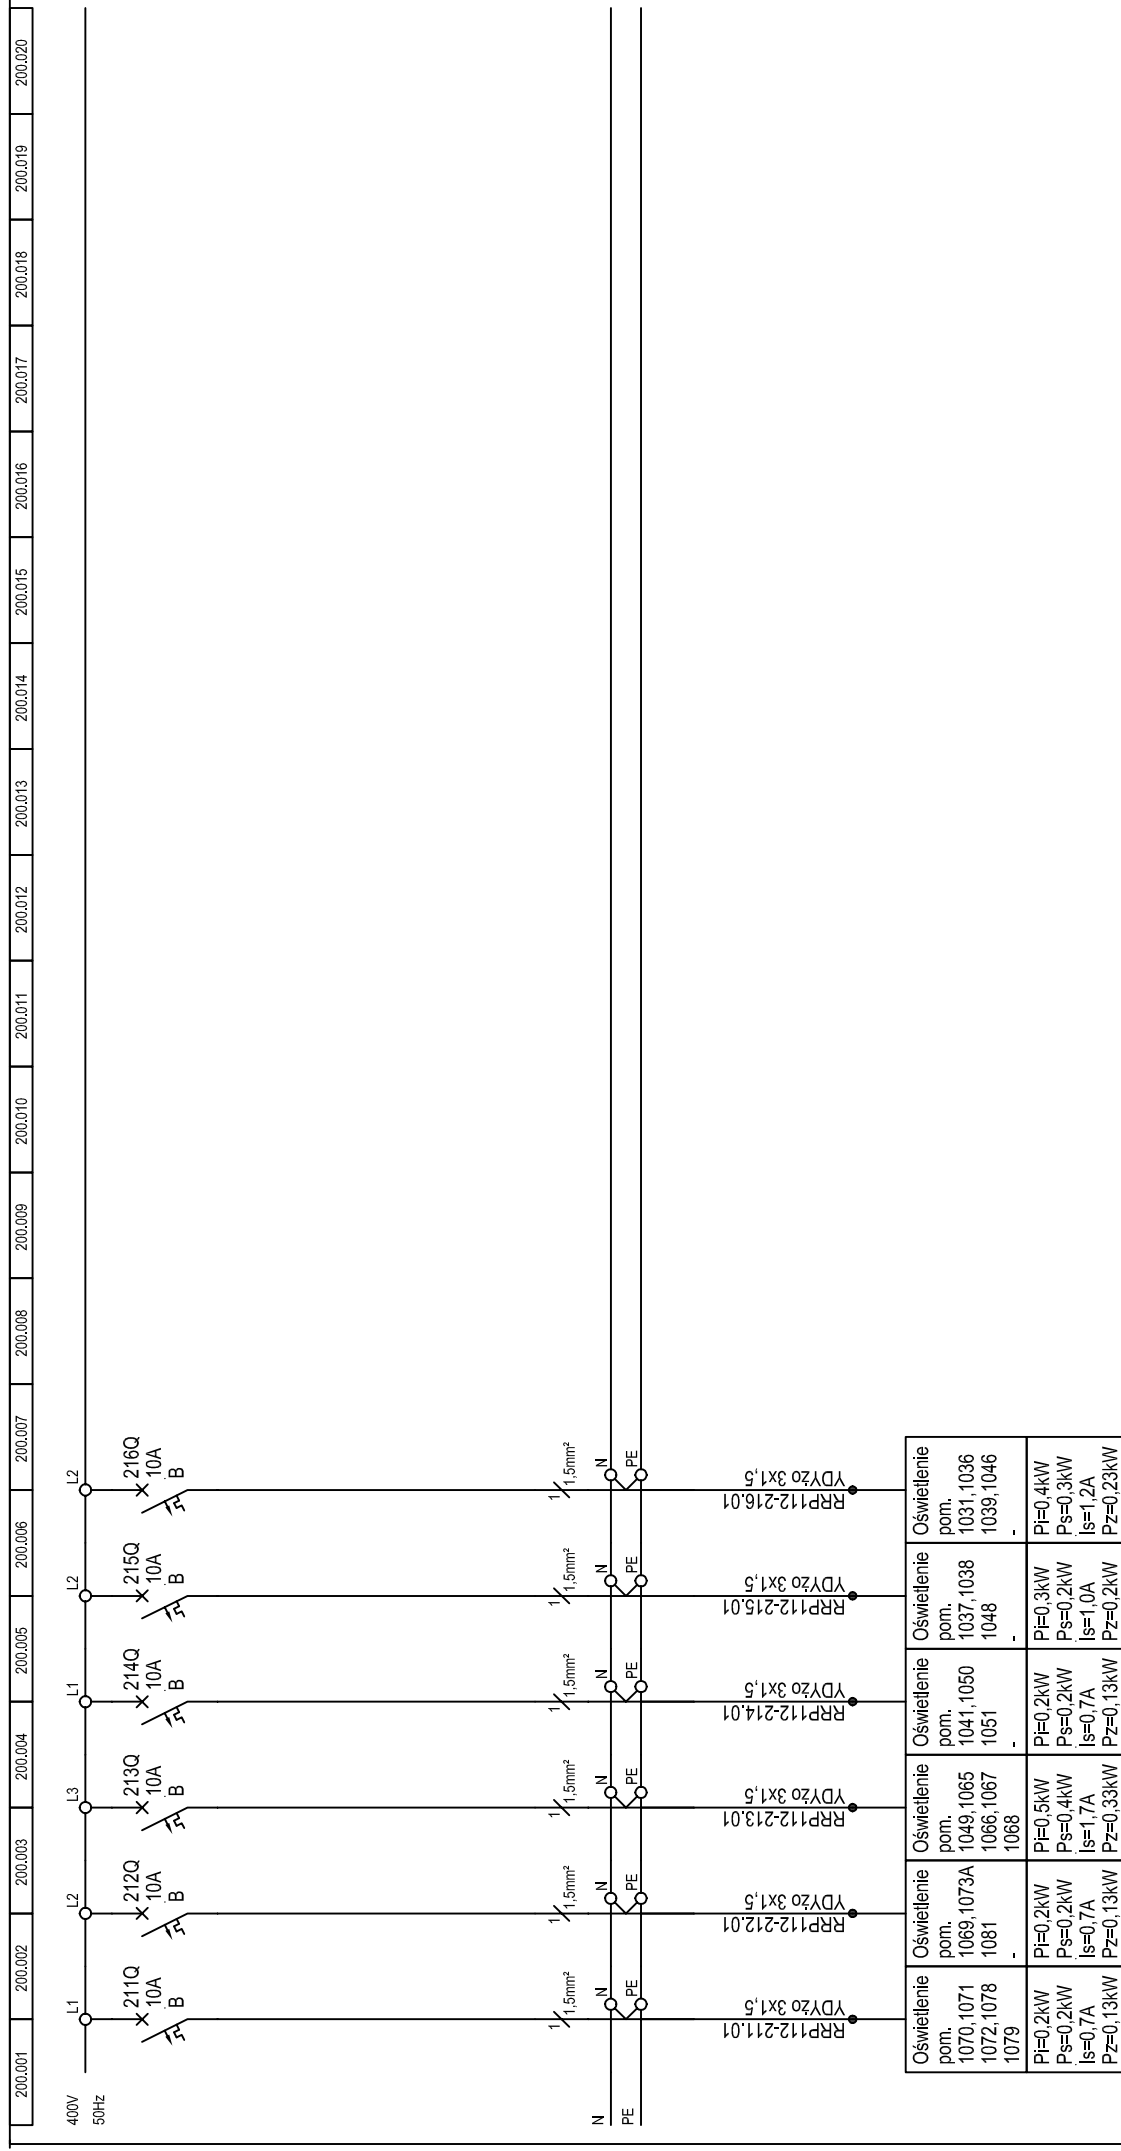 200.001 200.002 200.003 200.004 200.005 200.006 200.007 200.008 200.009 200.010 200.011 200.012 200.013 200.014 200.015 200.016 200.017 200.018 200.019 200.020
400V
50Hz
L1 L2 L3 L1 L2 L2
211Q 212Q 213Q 214Q 215Q 216Q
10A 10A 10A 10A 10A 10A
B B B B B B
1 1 1 1 1 1
1,5mm² 1,5mm² 1,5mm² 1,5mm² 1,5mm² 1,5mm²
N N N N N N N
PE PE PE PE PE PE PE
RRP112-211.01
YDYżo 3x1,5
RRP112-212.01
YDYżo 3x1,5
RRP112-213.01
YDYżo 3x1,5
RRP112-214.01
YDYżo 3x1,5
RRP112-215.01
YDYżo 3x1,5
RRP112-216.01
YDYżo 3x1,5
Oświetlenie
pom.
1070,1071
1072,1078
1079
Pi=0,2kW
Ps=0,2kW
Is=0,7A
Pz=0,13kW
Oświetlenie
pom.
1069,1073A
1081
-
Pi=0,2kW
Ps=0,2kW
Is=0,7A
Pz=0,13kW
Oświetlenie
pom.
1049,1065
1066,1067
1068
Pi=0,5kW
Ps=0,4kW
Is=1,7A
Pz=0,33kW
Oświetlenie
pom.
1041,1050
1051
-
Pi=0,2kW
Ps=0,2kW
Is=0,7A
Pz=0,13kW
Oświetlenie
pom.
1037,1038
1048
-
Pi=0,3kW
Ps=0,2kW
Is=1,0A
Pz=0,2kW
Oświetlenie
pom.
1031,1036
1039,1046
-
Pi=0,4kW
Ps=0,3kW
Is=1,2A
Pz=0,23kW